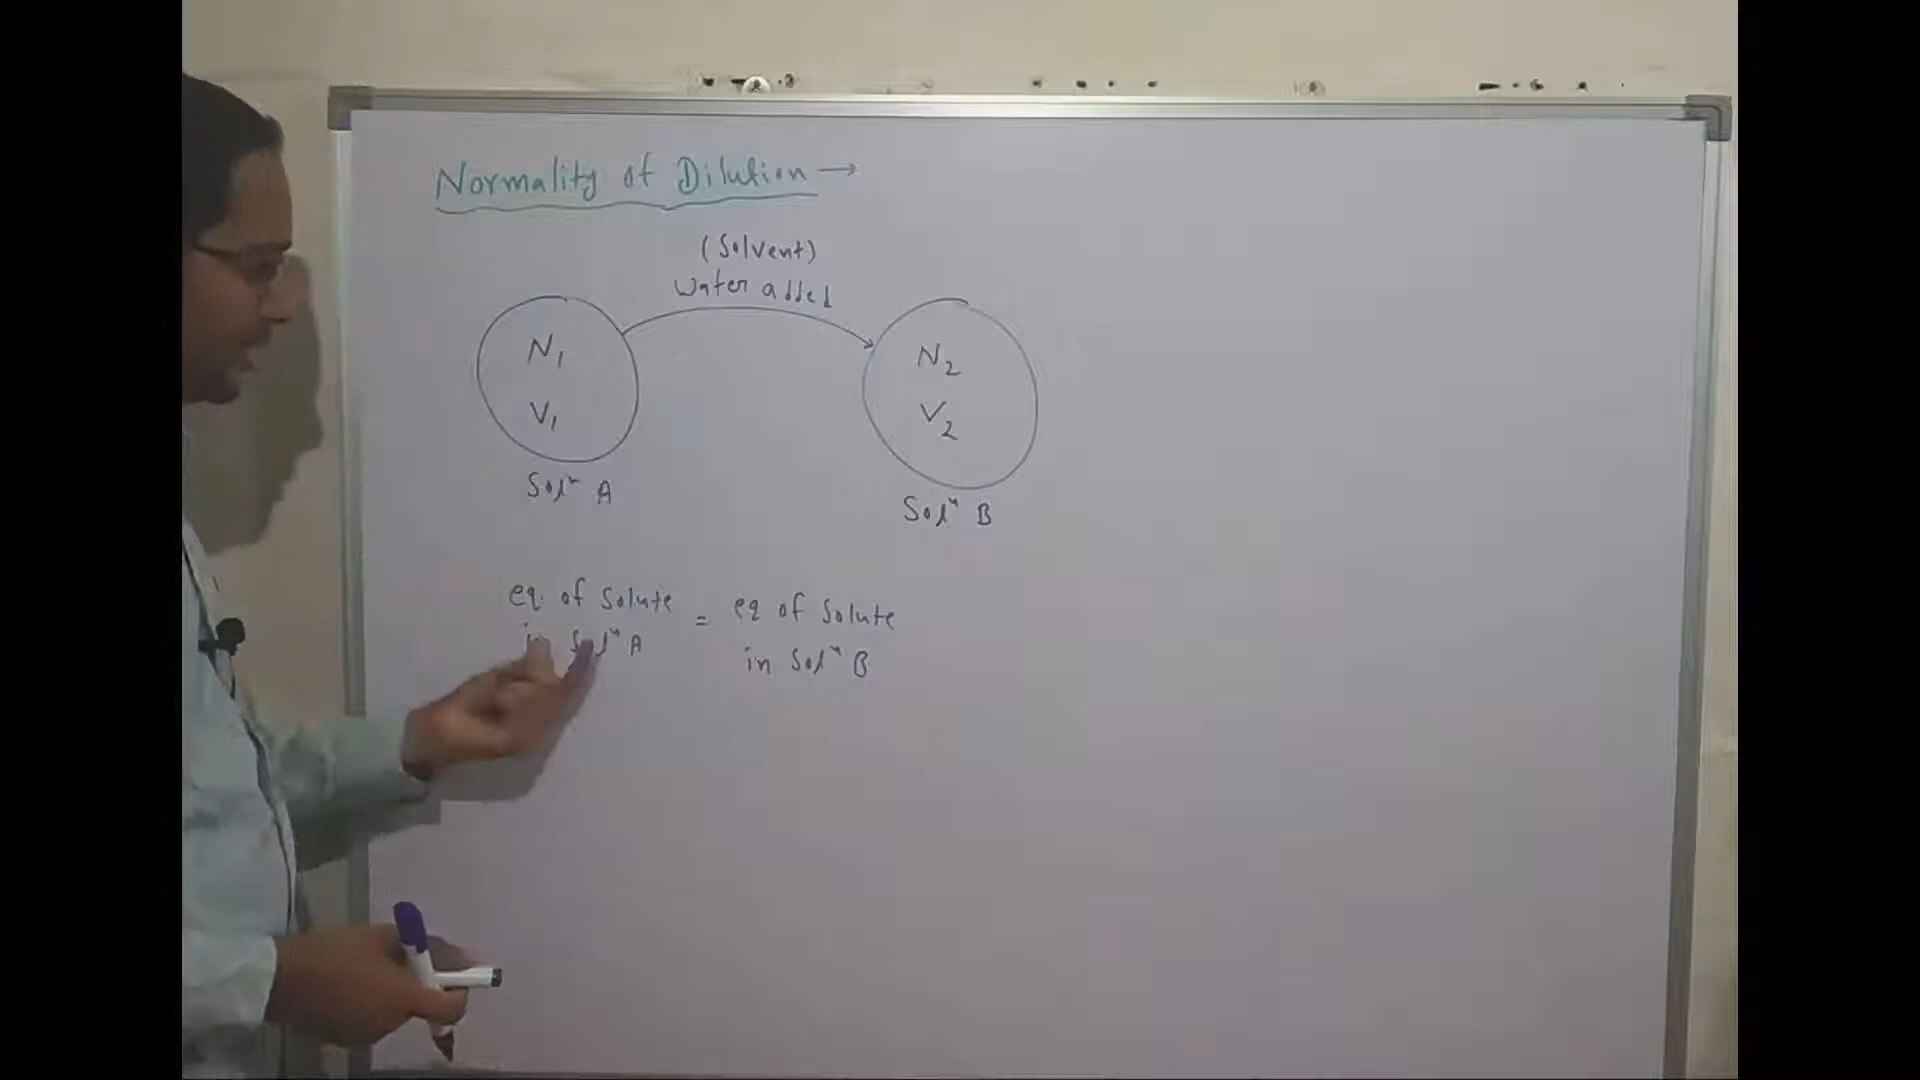 Normality of Dilution →
(Solvent)
Water added
N₁
V₁
Solⁿ A
N₂
V₂
Solⁿ B
eq. of Solute = eq of Solute
in Solⁿ A
in Solⁿ B